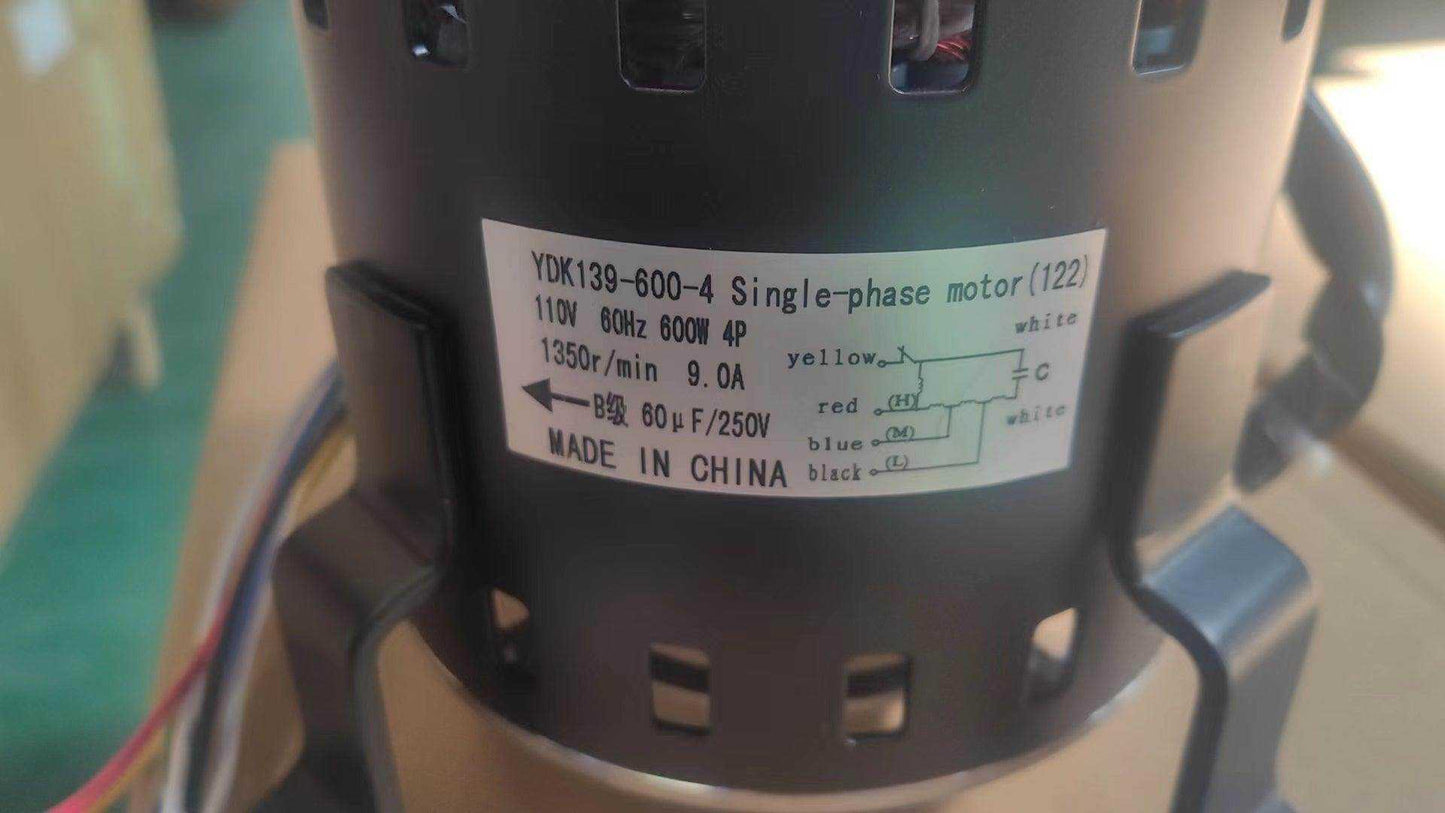 YDK139-600-4 Single-phase motor(122)
110V 60Hz 600W 4P
1350r/min 9.0A
B级 60μF/250V
MADE IN CHINA
white
yellow
C
red (H)
white
blue (M)
black (L)